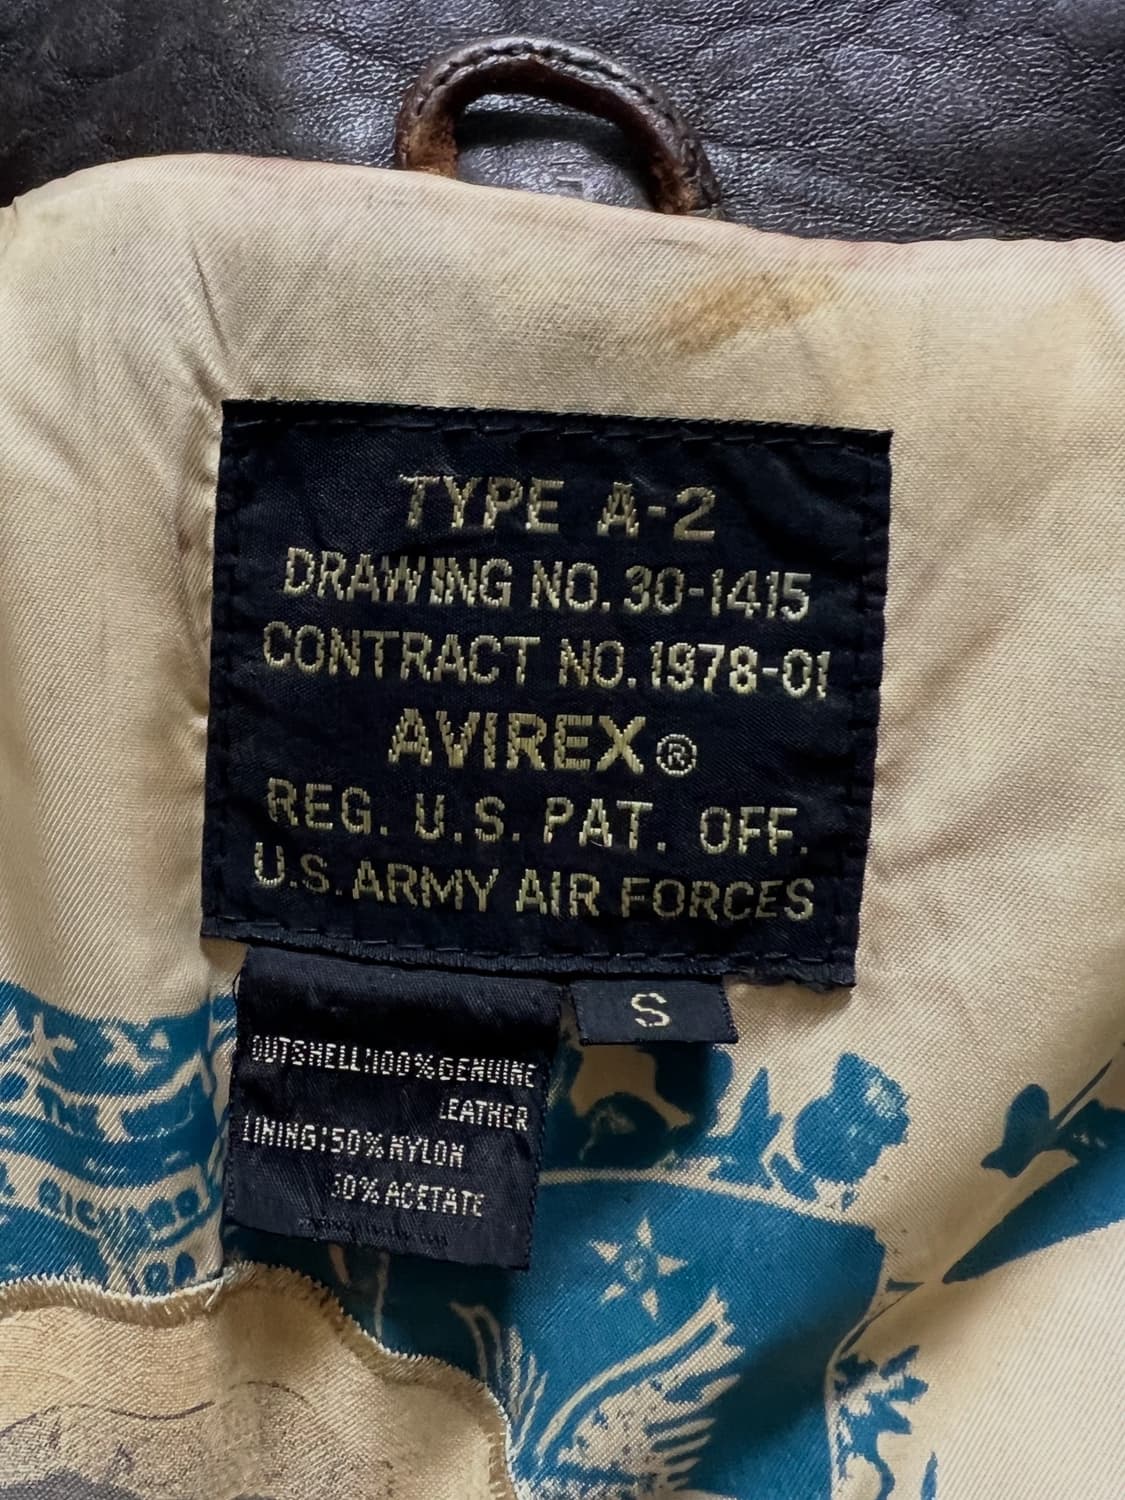 TYPE A-2
DRAWING NO. 30-1415
CONTRACT NO. 1978-01
AVIREX®
REG. U.S. PAT. OFF.
U.S. ARMY AIR FORCES
S
OUTSHELL:100%GENUINE
LEATHER
LINING:50%NYLON
50%ACETATE
RICHARD